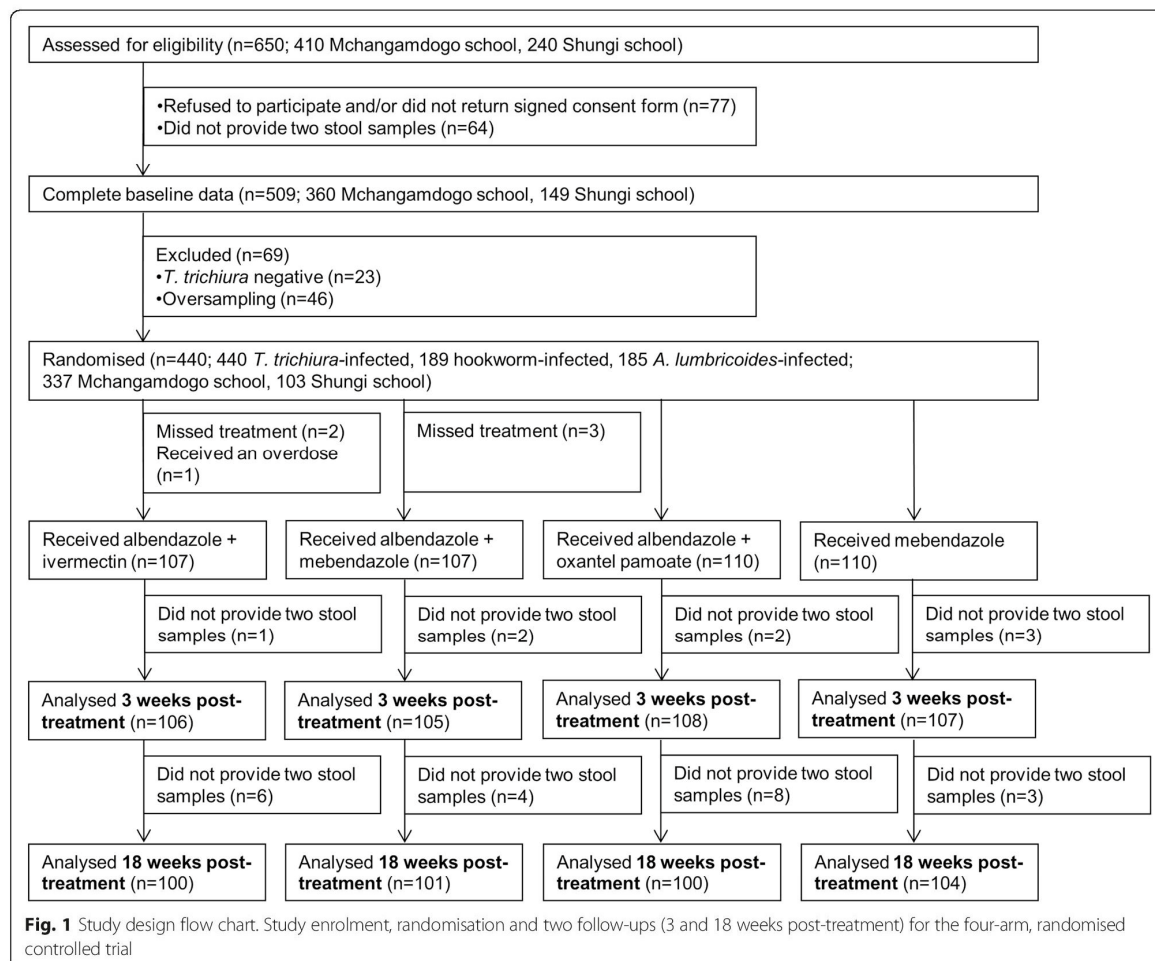 Assessed for eligibility (n=650; 410 Mchangamdogo school, 240 Shungi school)
•Refused to participate and/or did not return signed consent form (n=77)
•Did not provide two stool samples (n=64)
Complete baseline data (n=509; 360 Mchangamdogo school, 149 Shungi school)
Excluded (n=69)
•T. trichiura negative (n=23)
•Oversampling (n=46)
Randomised (n=440; 440 T. trichiura-infected, 189 hookworm-infected, 185 A. lumbricoides-infected;
337 Mchangamdogo school, 103 Shungi school)
Missed treatment (n=2)
Received an overdose
(n=1)
Missed treatment (n=3)
Received albendazole +
ivermectin (n=107)
Received albendazole +
mebendazole (n=107)
Received albendazole +
oxantel pamoate (n=110)
Received mebendazole
(n=110)
Did not provide two stool
samples (n=1)
Did not provide two stool
samples (n=2)
Did not provide two stool
samples (n=2)
Did not provide two stool
samples (n=3)
Analysed 3 weeks post-
treatment (n=106)
Analysed 3 weeks post-
treatment (n=105)
Analysed 3 weeks post-
treatment (n=108)
Analysed 3 weeks post-
treatment (n=107)
Did not provide two stool
samples (n=6)
Did not provide two stool
samples (n=4)
Did not provide two stool
samples (n=8)
Did not provide two stool
samples (n=3)
Analysed 18 weeks post-
treatment (n=100)
Analysed 18 weeks post-
treatment (n=101)
Analysed 18 weeks post-
treatment (n=100)
Analysed 18 weeks post-
treatment (n=104)
Fig. 1 Study design flow chart. Study enrolment, randomisation and two follow-ups (3 and 18 weeks post-treatment) for the four-arm, randomised
controlled trial